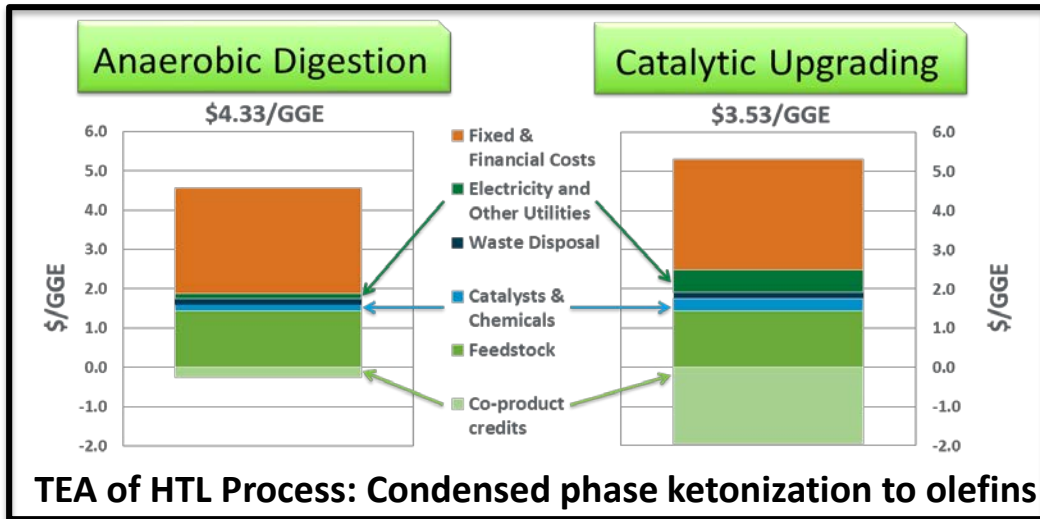 Anaerobic Digestion
Catalytic Upgrading
$4.33/GGE
$3.53/GGE
6.0
5.0
4.0
3.0
2.0
1.0
0.0
-1.0
-2.0
$/GGE
Fixed &
Financial Costs
Electricity and
Other Utilities
Waste Disposal
Catalysts &
Chemicals
Feedstock
Co-product
credits
6.0
5.0
4.0
3.0
2.0
1.0
0.0
-1.0
-2.0
$/GGE
TEA of HTL Process: Condensed phase ketonization to olefins